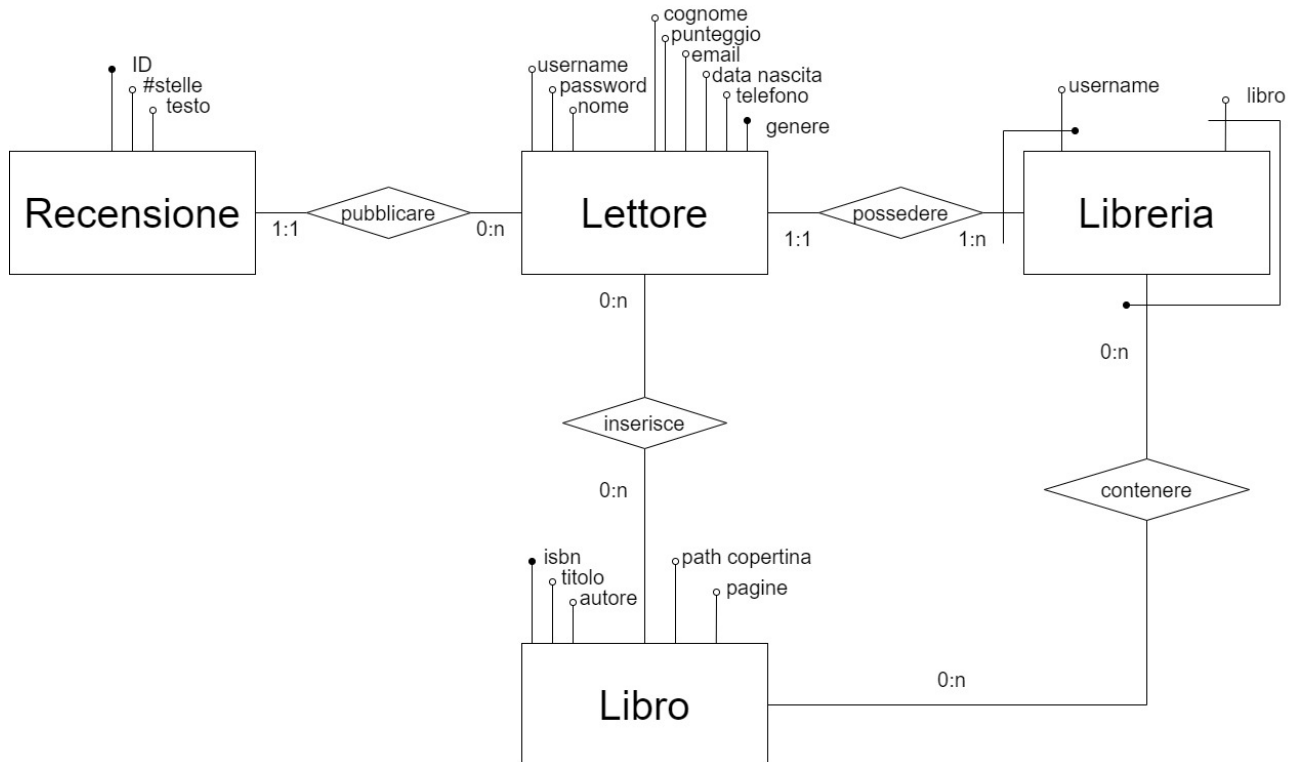 cognome
punteggio
email
data nascita
telefono
genere
username
password
nome
ID
#stelle
testo
username
libro
Recensione
1:1
pubblicare
0:n
Lettore
1:1
possedere
1:n
Libreria
0:n
inserisce
0:n
0:n
contenere
isbn
titolo
autore
path copertina
pagine
Libro
0:n